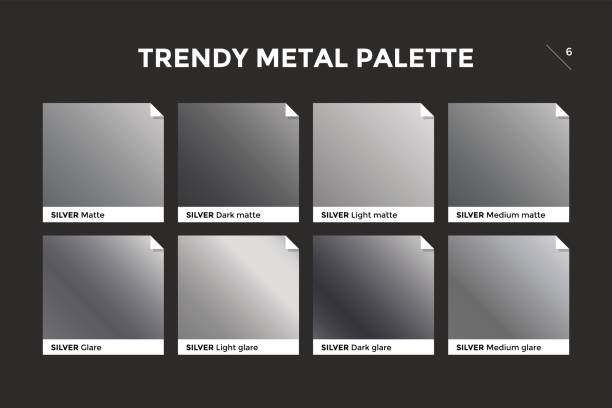 TRENDY METAL PALETTE
6
SILVER Matte
SILVER Dark matte
SILVER Light matte
SILVER Medium matte
SILVER Glare
SILVER Light glare
SILVER Dark glare
SILVER Medium glare